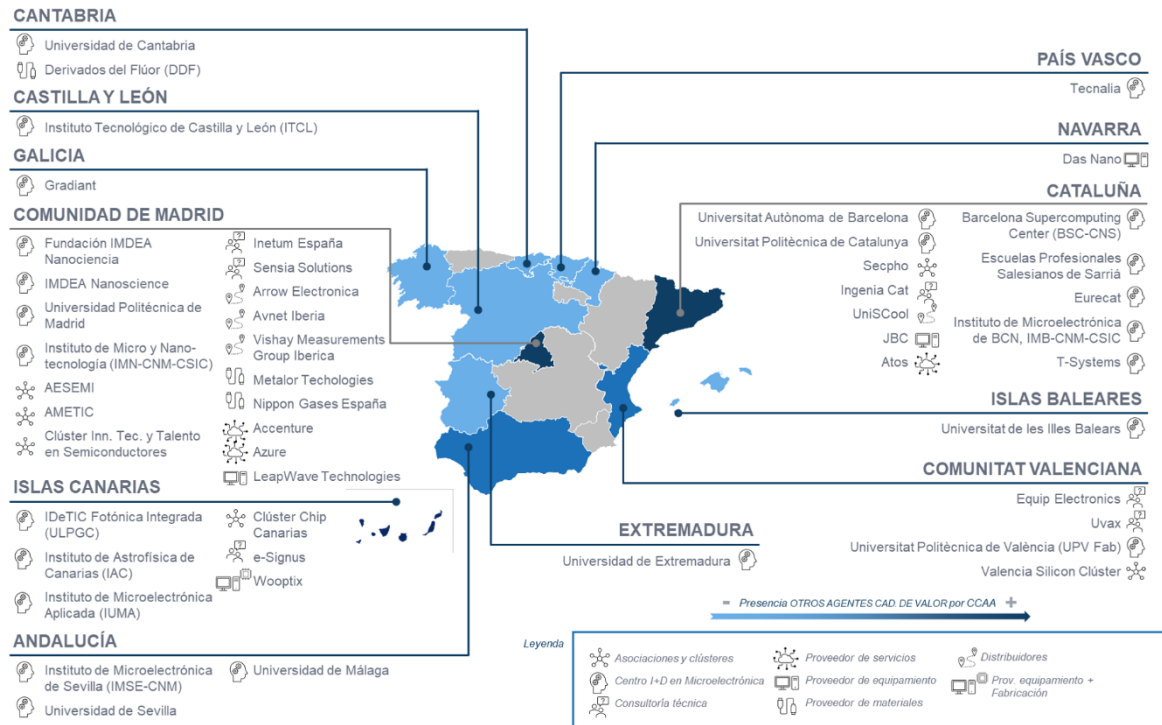 CANTABRIA
Universidad de Cantabria
Derivados del Flúor (DDF)
CASTILLA Y LEÓN
Instituto Tecnológico de Castilla y León (ITCL)
GALICIA
Gradiant
COMUNIDAD DE MADRID
Fundación IMDEA
Nanociencia
IMDEA Nanoscience
Universidad Politécnica de
Madrid
Instituto de Micro y Nano-
tecnología (IMN-CNM-CSIC)
AESEMI
AMETIC
Clúster Inn. Tec. y Talento
en Semiconductores
Inetum España
Sensia Solutions
Arrow Electronica
Avnet Iberia
Vishay Measurements
Group Iberica
Metalor Techologies
Nippon Gases España
Accenture
Azure
LeapWave Technologies
ISLAS CANARIAS
IDeTIC Fotónica Integrada
(ULPGC)
Instituto de Astrofísica de
Canarias (IAC)
Instituto de Microelectrónica
Aplicada (IUMA)
Clúster Chip
Canarias
e-Signus
Wooptix
ANDALUCÍA
Instituto de Microelectrónica
de Sevilla (IMSE-CNM)
Universidad de Sevilla
Universidad de Málaga
PAÍS VASCO
Tecnalia
NAVARRA
Das Nano
CATALUÑA
Universitat Autònoma de Barcelona
Universitat Politècnica de Catalunya
Secpho
Ingenia Cat
UniSCool
JBC
Atos
Barcelona Supercomputing
Center (BSC-CNS)
Escuelas Profesionales
Salesianos de Sarriá
Eurecat
Instituto de Microelectrónica
de BCN, IMB-CNM-CSIC
T-Systems
ISLAS BALEARES
Universitat de les Illes Balears
COMUNITAT VALENCIANA
Equip Electronics
Uvax
Universitat Politècnica de València (UPV Fab)
Valencia Silicon Clúster
EXTREMADURA
Universidad de Extremadura
- Presencia OTROS AGENTES CAD. DE VALOR por CCAA +
Leyenda
Asociaciones y clústeres
Centro I+D en Microelectrónica
Consultoría técnica
Proveedor de servicios
Proveedor de equipamiento
Proveedor de materiales
Distribuidores
Prov. equipamiento +
Fabricación